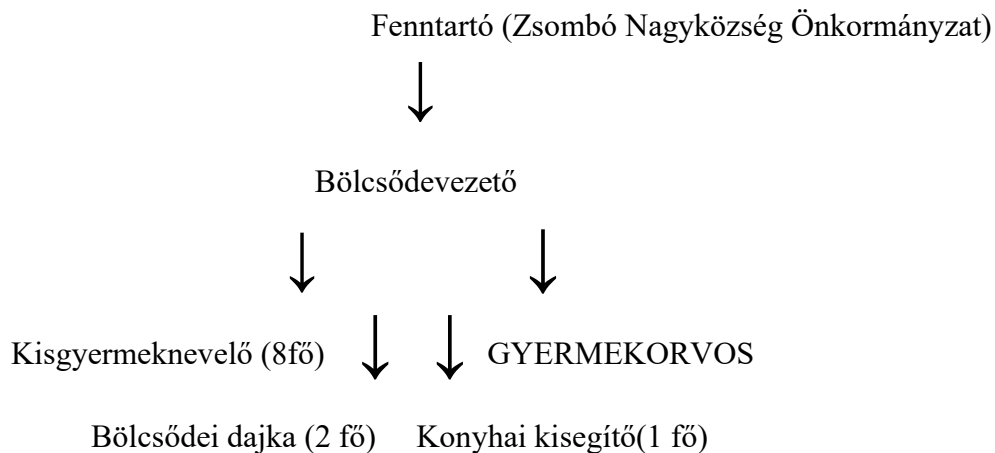 Fenntartó (Zsombó Nagyközség Önkormányzat)
Bölcsődevezető
Kisgyermeknevelő (8fő)
GYERMEKORVOS
Bölcsődei dajka (2 fő)
Konyhai kisegítő(1 fő)